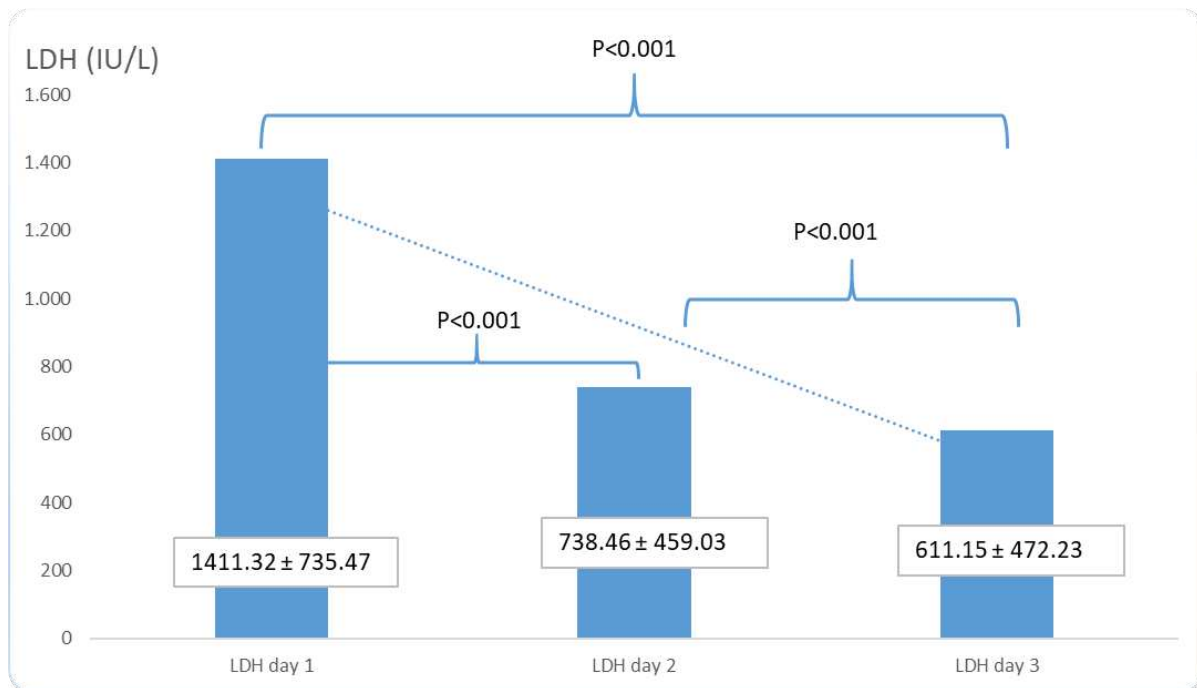 P<0.001
LDH (IU/L)
1.600
1.400
1.200
P<0.001
1.000
P<0.001
800
600
400
1411.32 ± 735.47
738.46 ± 459.03
611.15 ± 472.23
200
0
LDH day 1
LDH day 2
LDH day 3